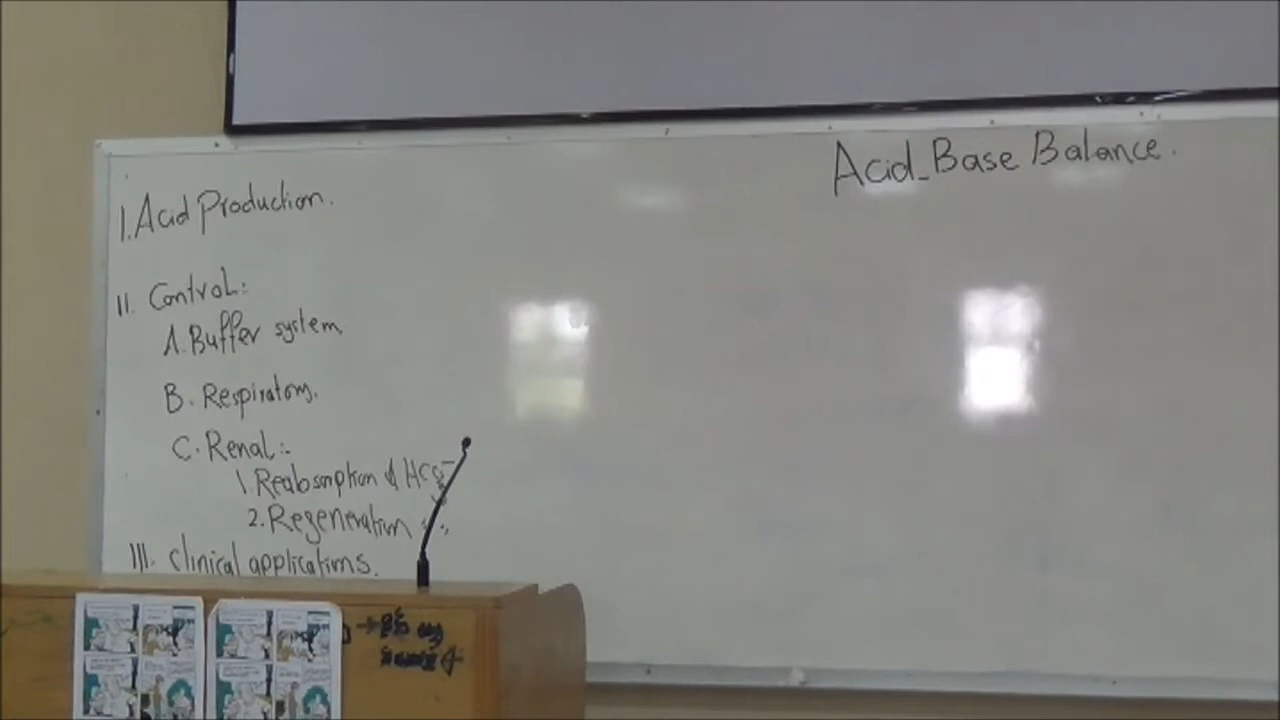 Acid_Base Balance.
I. Acid Production.
II. Control:
A. Buffer system
B. Respiratory.
C. Renal:
1. Reabsorption of HCO3-
2. Regeneration
III. Clinical applications.